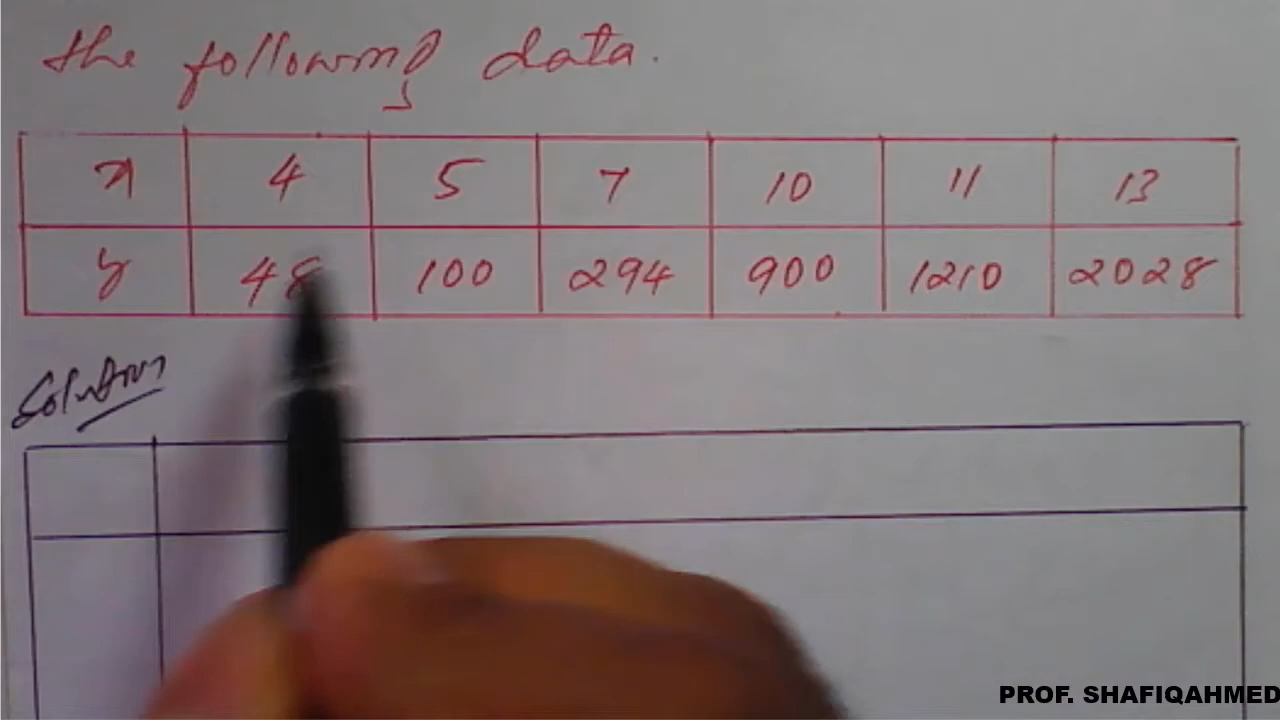 the following data.
x 4 5 7 10 11 13
y 48 100 294 900 1210 2028
Solution
PROF. SHAFIQAHMED